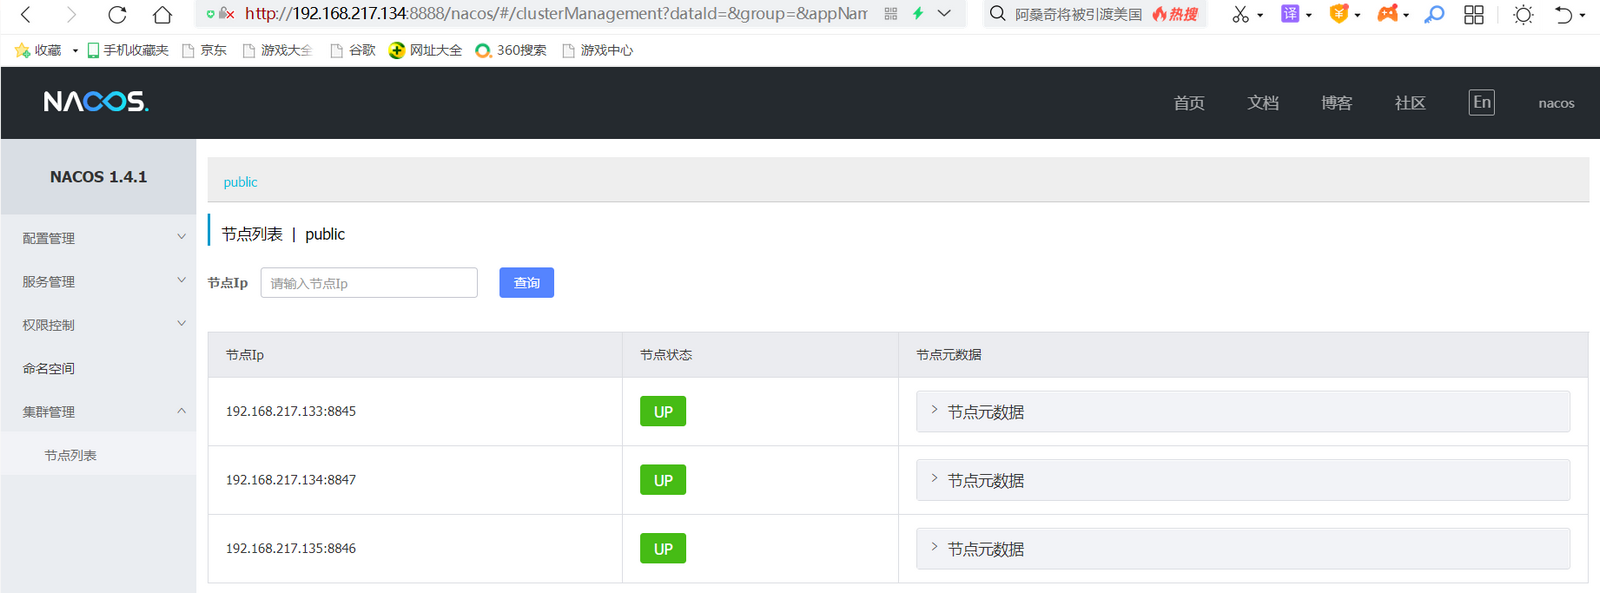 http://192.168.217.134:8888/nacos/#/clusterManagement?dataId=&group=&appNam
阿桑奇将被引渡美国 热搜
译
收藏 手机收藏夹 京东 游戏大全 谷歌 网址大全 360搜索 游戏中心
NACOS.
首页 文档 博客 社区 En nacos
NACOS 1.4.1
public
配置管理
节点列表 | public
服务管理
节点Ip 请输入节点Ip 查询
权限控制
命名空间
集群管理
节点列表
节点Ip 节点状态 节点元数据
192.168.217.133:8845 UP 节点元数据
192.168.217.134:8847 UP 节点元数据
192.168.217.135:8846 UP 节点元数据